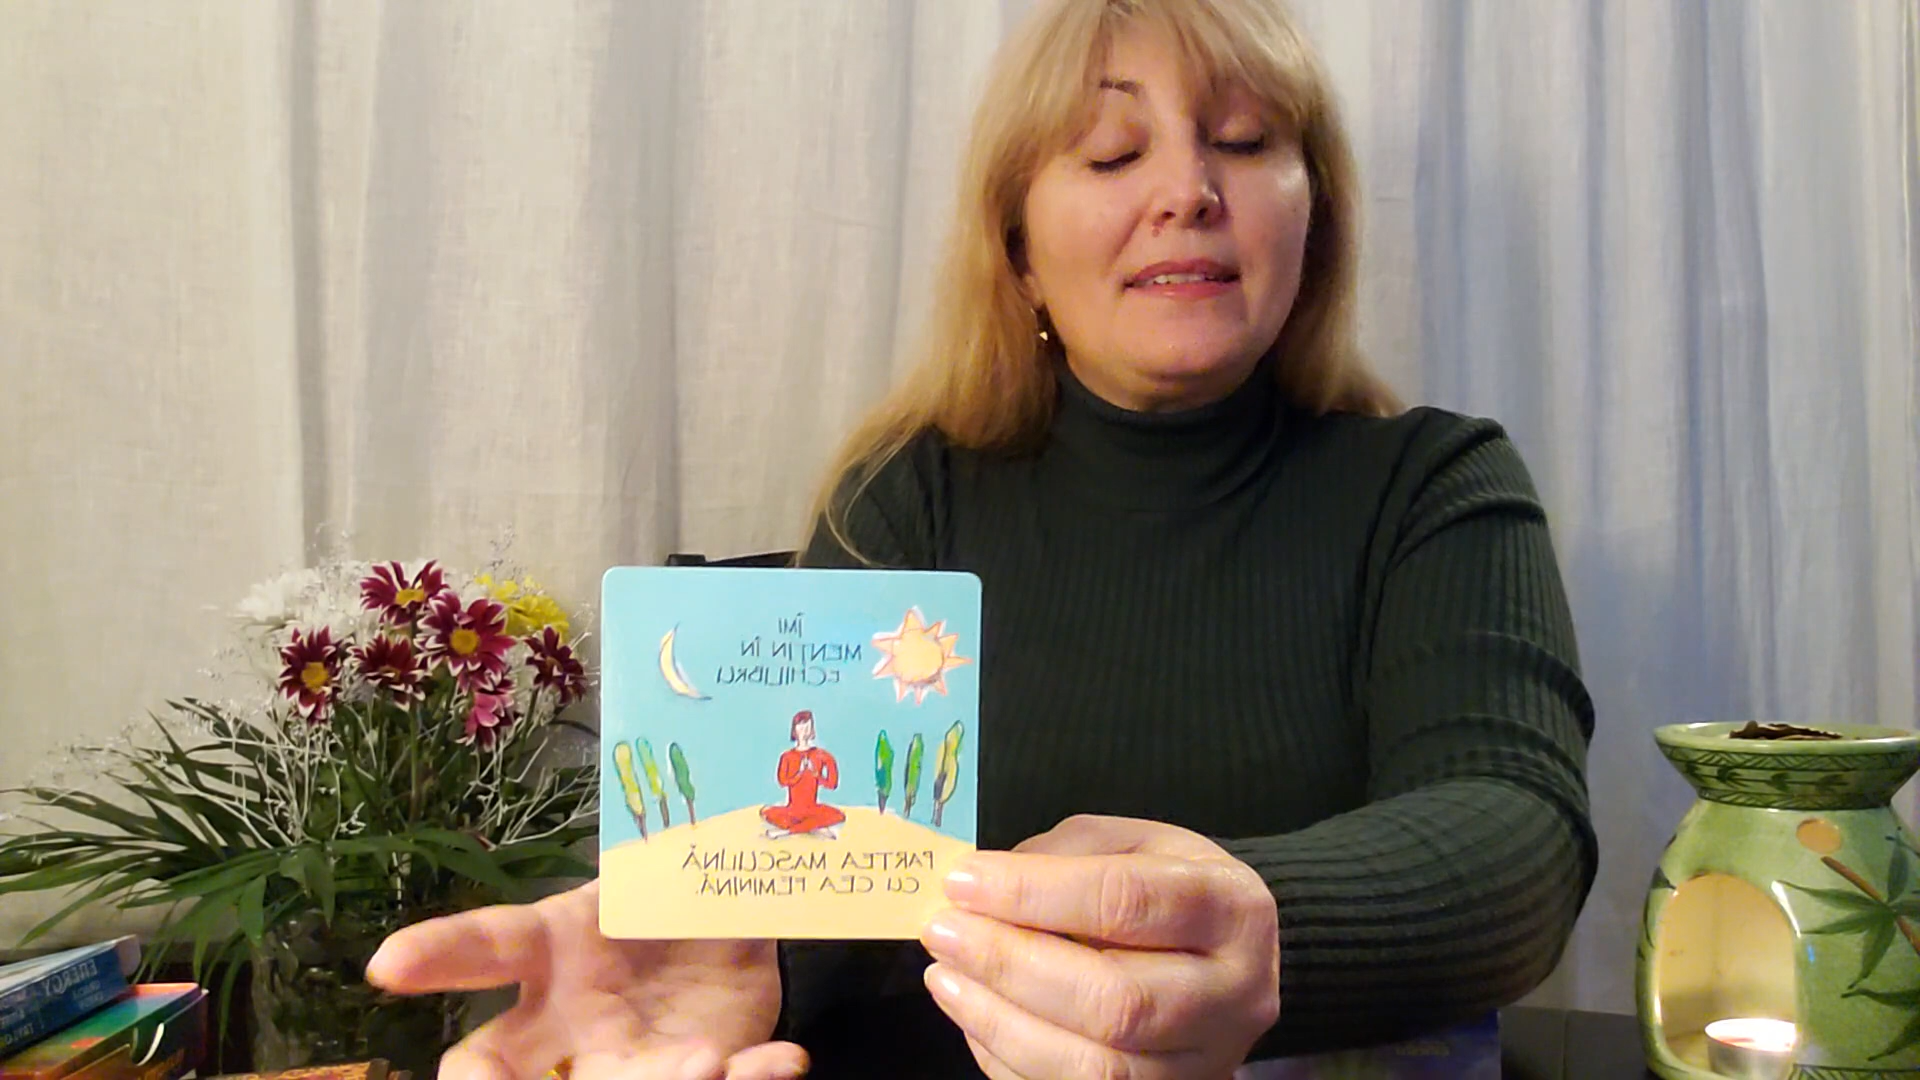 ÎMI
MENȚIN ÎN
ECHILIBRU
PARTEA MASCULINĂ
CU CEA FEMININĂ.
ENERGY